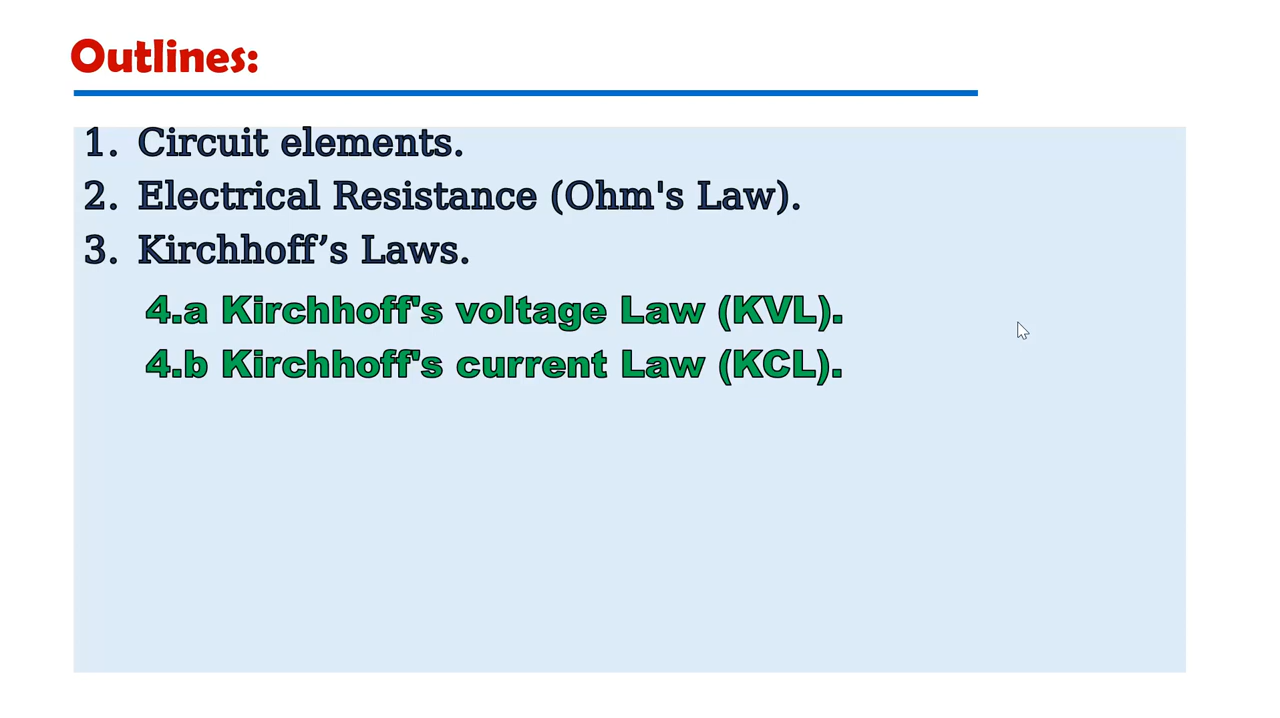 Outlines:
1. Circuit elements.
2. Electrical Resistance (Ohm's Law).
3. Kirchhoff’s Laws.
4.a Kirchhoff's voltage Law (KVL).
4.b Kirchhoff's current Law (KCL).